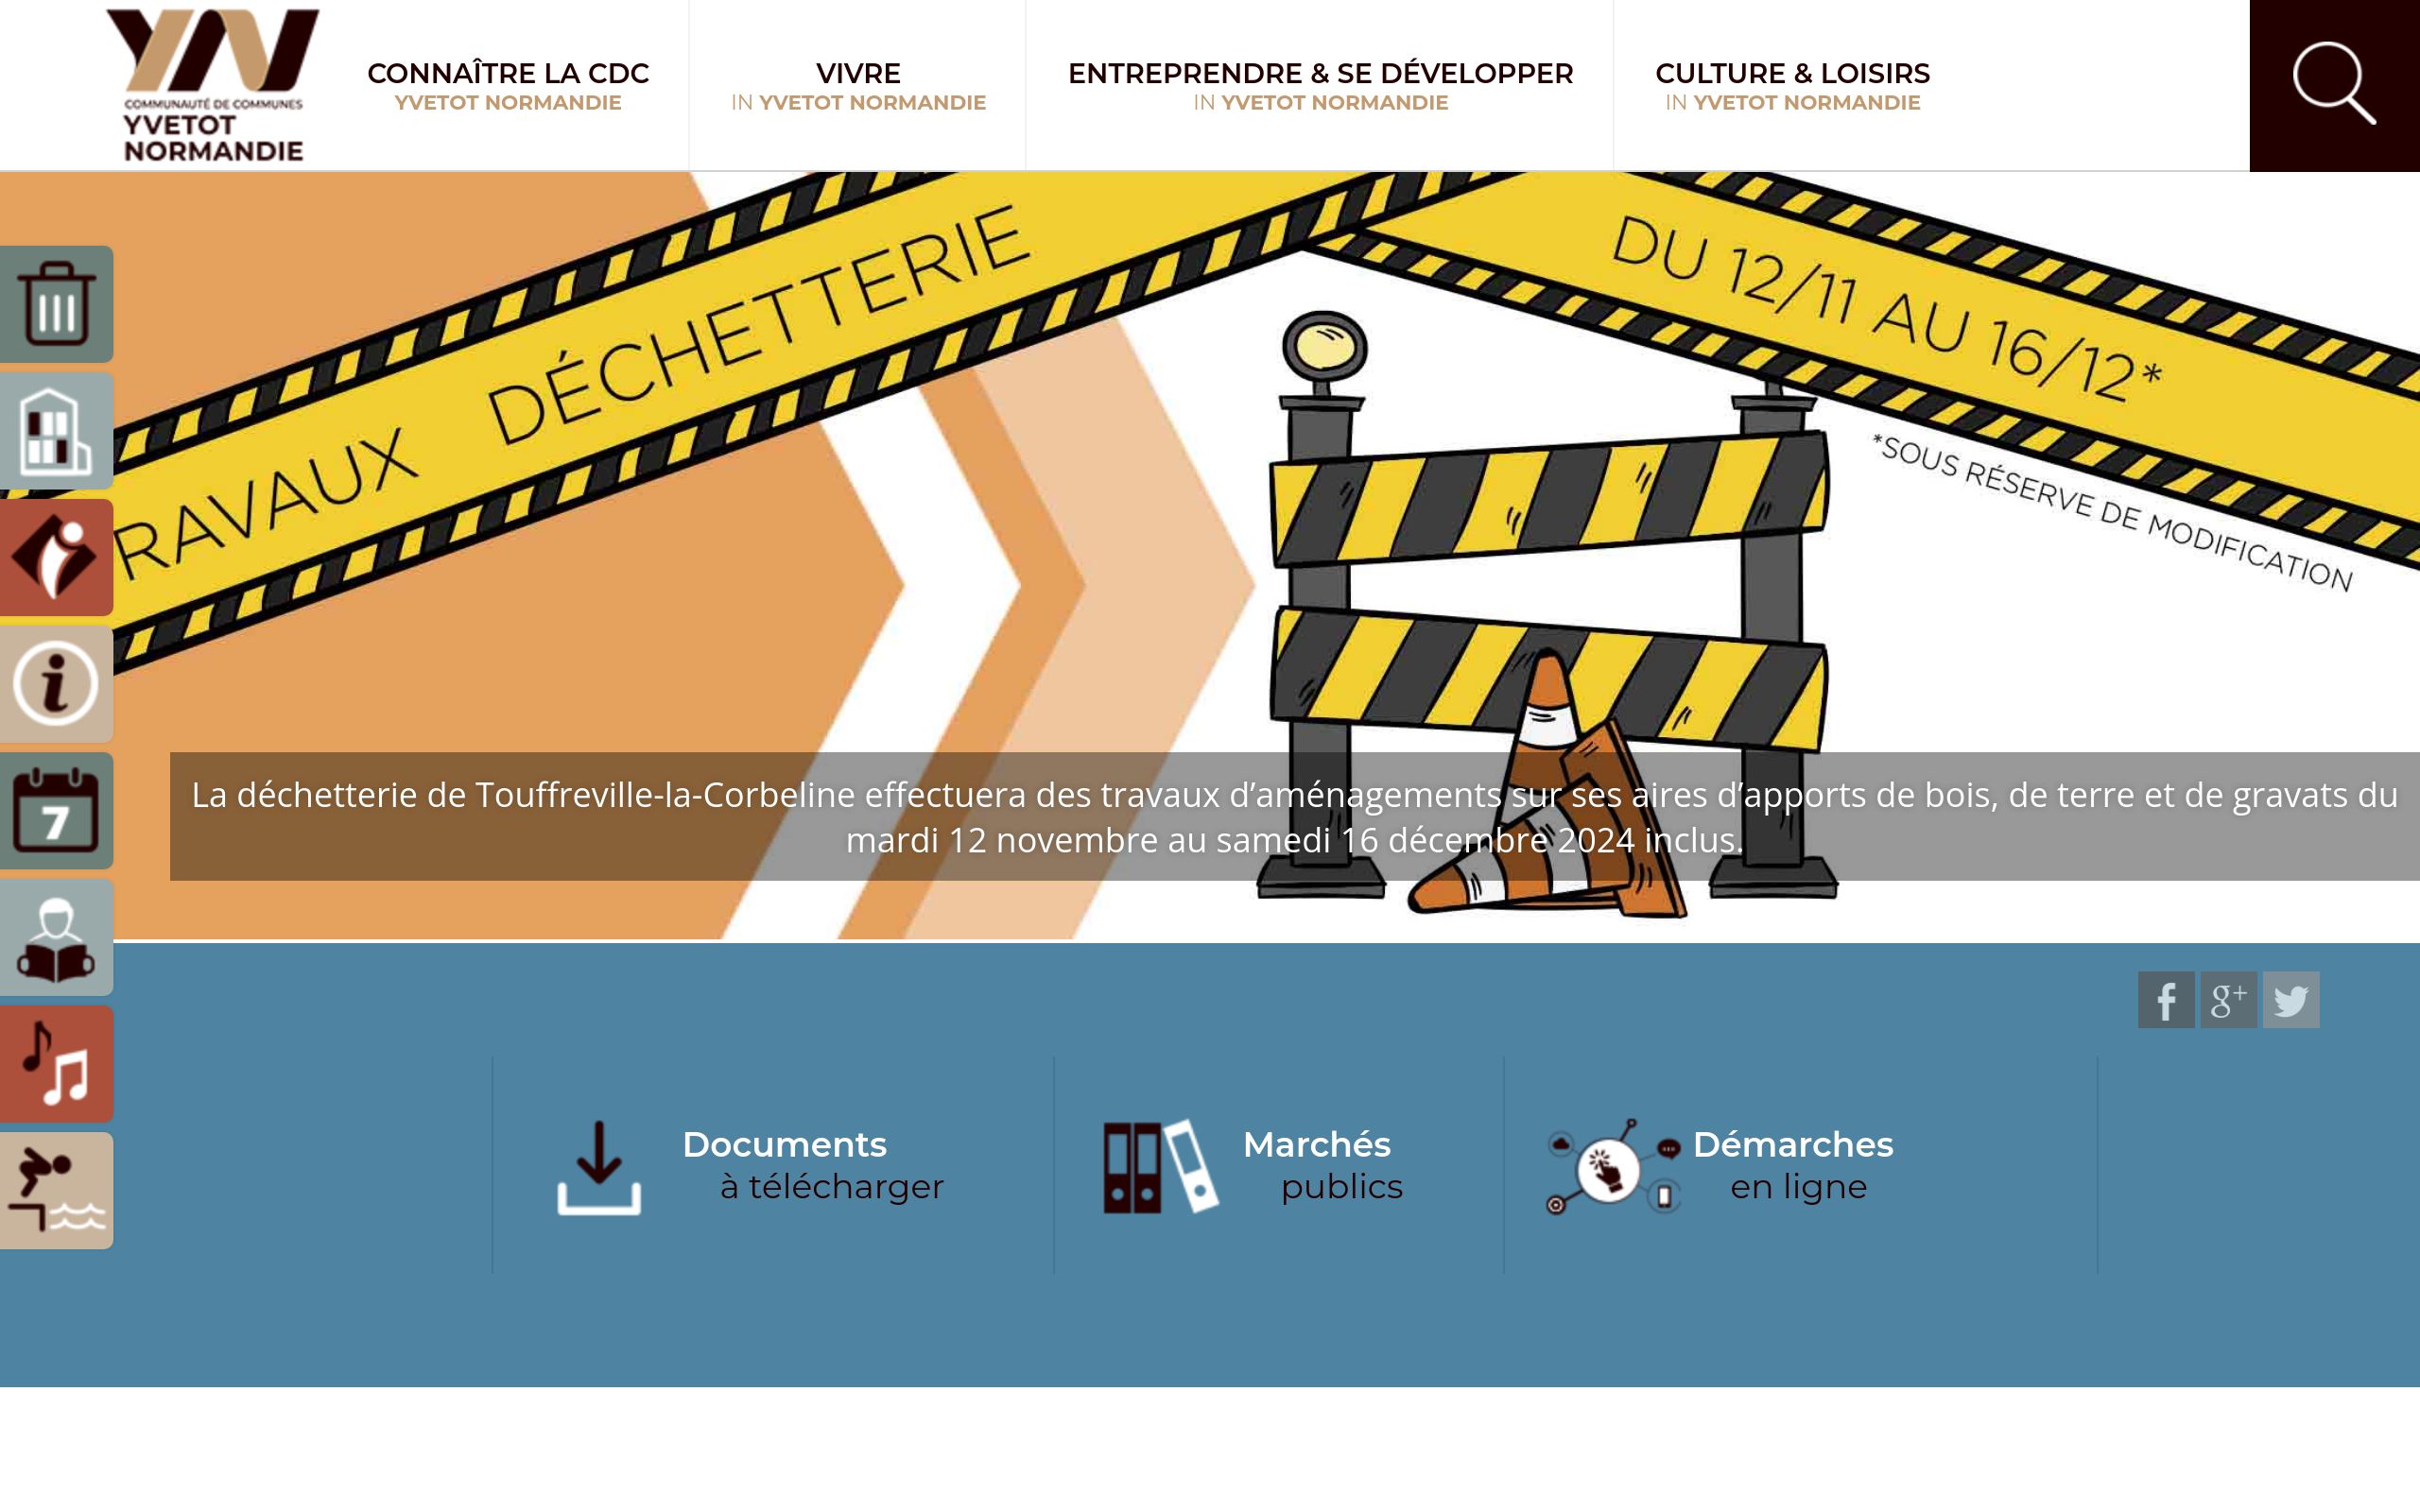 YN
COMMUNAUTÉ DE COMMUNES
YVETOT
NORMANDIE
CONNAÎTRE LA CDC
YVETOT NORMANDIE
VIVRE
IN YVETOT NORMANDIE
ENTREPRENDRE & SE DÉVELOPPER
IN YVETOT NORMANDIE
CULTURE & LOISIRS
IN YVETOT NORMANDIE
RAVAUX DÉCHETTERIE
DU 12/11 AU 16/12*
*SOUS RÉSERVE DE MODIFICATION
i
7
La déchetterie de Touffreville-la-Corbeline effectuera des travaux d’aménagements sur ses aires d’apports de bois, de terre et de gravats du
mardi 12 novembre au samedi 16 décembre 2024 inclus.
f g+
Documents
à télécharger
Marchés
publics
Démarches
en ligne